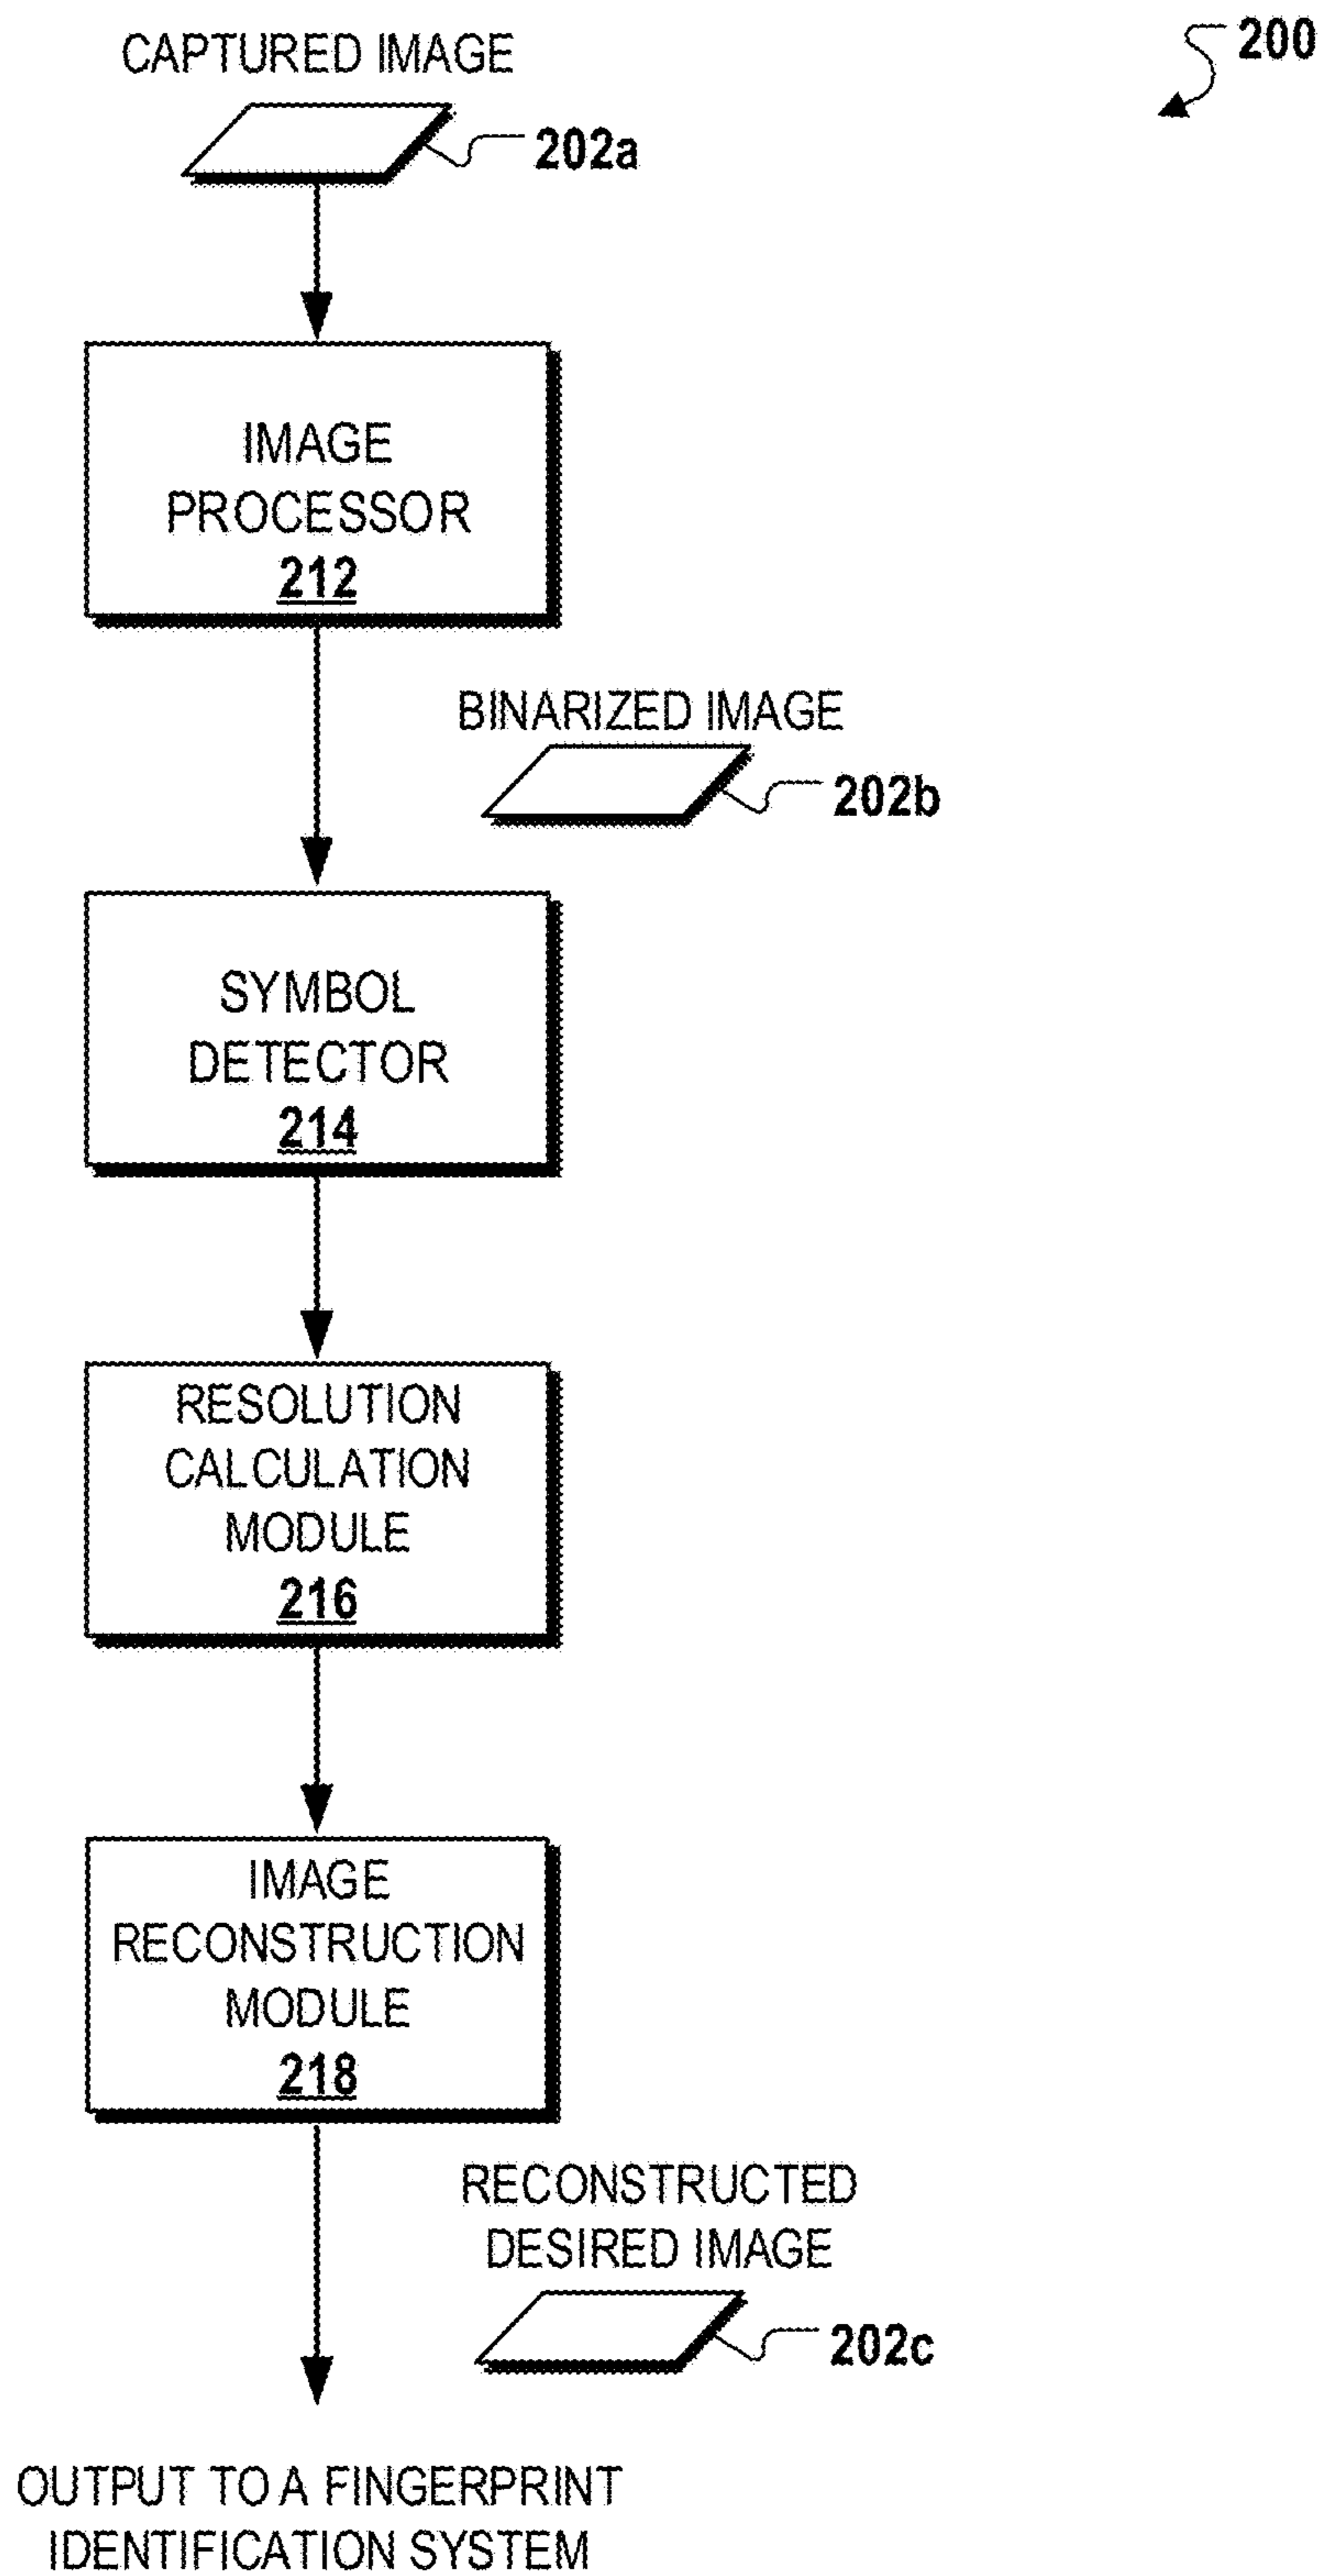 CAPTURED IMAGE
200
202a
IMAGE
PROCESSOR
212
BINARIZED IMAGE
202b
SYMBOL
DETECTOR
214
RESOLUTION
CALCULATION
MODULE
216
IMAGE
RECONSTRUCTION
MODULE
218
RECONSTRUCTED
DESIRED IMAGE
202c
OUTPUT TO A FINGERPRINT
IDENTIFICATION SYSTEM